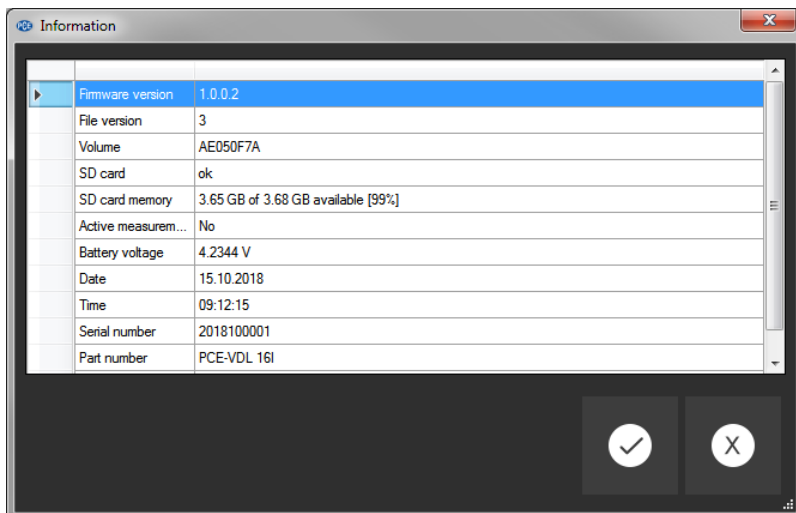 PCE Information X
Firmware version 1.0.0.2
File version 3
Volume AE050F7A
SD card ok
SD card memory 3.65 GB of 3.68 GB available [99%]
Active measurem... No
Battery voltage 4.2344 V
Date 15.10.2018
Time 09:12:15
Serial number 2018100001
Part number PCE-VDL 16I
X